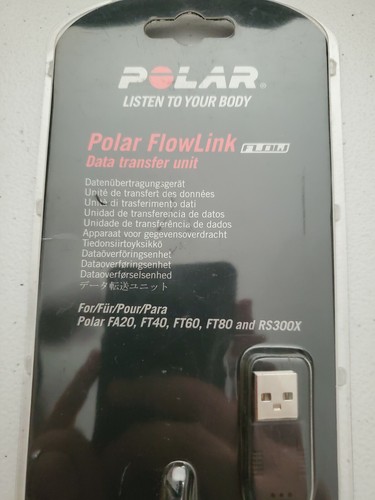 POLAR®
LISTEN TO YOUR BODY
Polar FlowLink FLOW
Data transfer unit
Datenübertragungsgerät
Unité de transfert des données
Unità di trasferimento dati
Unidad de transferencia de datos
Unidade de transferência de dados
Apparaat voor gegevensoverdracht
Tiedonsiirtoyksikkö
Dataöverföringsenhet
Dataoverføringsenhet
Dataoverførselsenhed
データ転送ユニット
For/Für/Pour/Para
Polar FA20, FT40, FT60, FT80 and RS300X